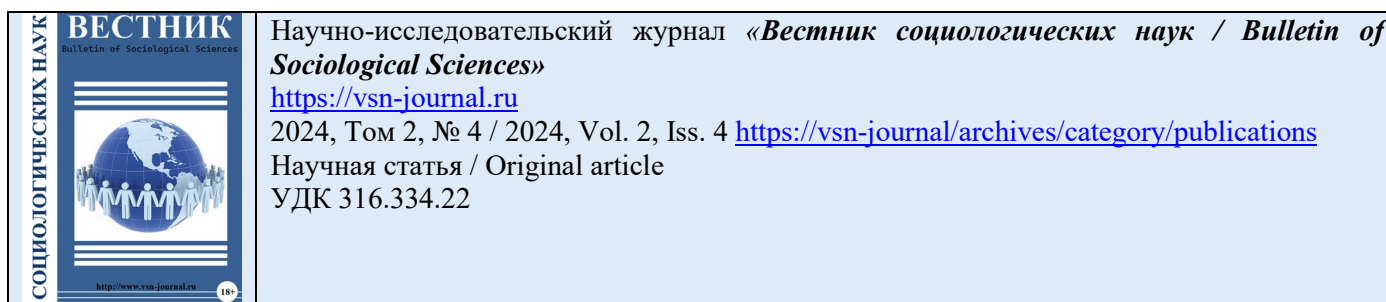 СОЦИОЛОГИЧЕСКИХ НАУК
ВЕСТНИК
Bulletin of Sociological Sciences
http://www.vsn-journal.ru
18+
Научно-исследовательский журнал «Вестник социологических наук / Bulletin of
Sociological Sciences»
https://vsn-journal.ru
2024, Том 2, № 4 / 2024, Vol. 2, Iss. 4 https://vsn-journal/archives/category/publications
Научная статья / Original article
УДК 316.334.22